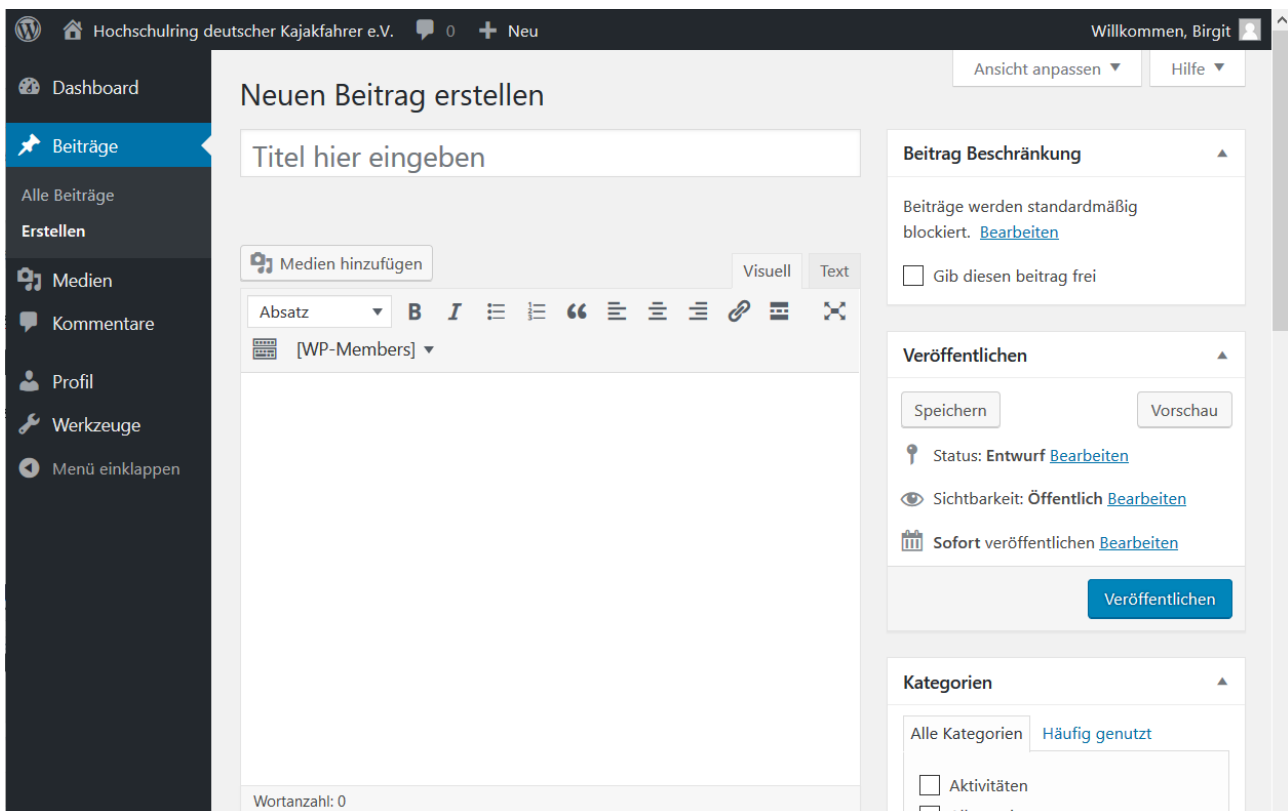 Hochschulring deutscher Kajakfahrer e.V. 0 Neu Willkommen, Birgit
Ansicht anpassen Hilfe
Dashboard
Beiträge
Alle Beiträge
Erstellen
Medien
Kommentare
Profil
Werkzeuge
Menü einklappen
Neuen Beitrag erstellen
Titel hier eingeben
Medien hinzufügen
Visuell Text
Absatz B I
[WP-Members]
Wortanzahl: 0
Beitrag Beschränkung
Beiträge werden standardmäßig
blockiert. Bearbeiten
Gib diesen beitrag frei
Veröffentlichen
Speichern Vorschau
Status: Entwurf Bearbeiten
Sichtbarkeit: Öffentlich Bearbeiten
Sofort veröffentlichen Bearbeiten
Veröffentlichen
Kategorien
Alle Kategorien Häufig genutzt
Aktivitäten